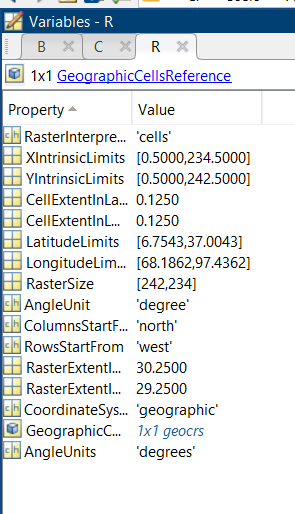 Variables - R
B C R
1x1 GeographicCellsReference
Property Value
RasterInterpre... 'cells'
XIntrinsicLimits [0.5000,234.5000]
YIntrinsicLimits [0.5000,242.5000]
CellExtentInLa... 0.1250
CellExtentInL... 0.1250
LatitudeLimits [6.7543,37.0043]
LongitudeLim... [68.1862,97.4362]
RasterSize [242,234]
AngleUnit 'degree'
ColumnsStartF... 'north'
RowsStartFrom 'west'
RasterExtentI... 30.2500
RasterExtentI... 29.2500
CoordinateSys... 'geographic'
GeographicC... 1x1 geocrs
AngleUnits 'degrees'